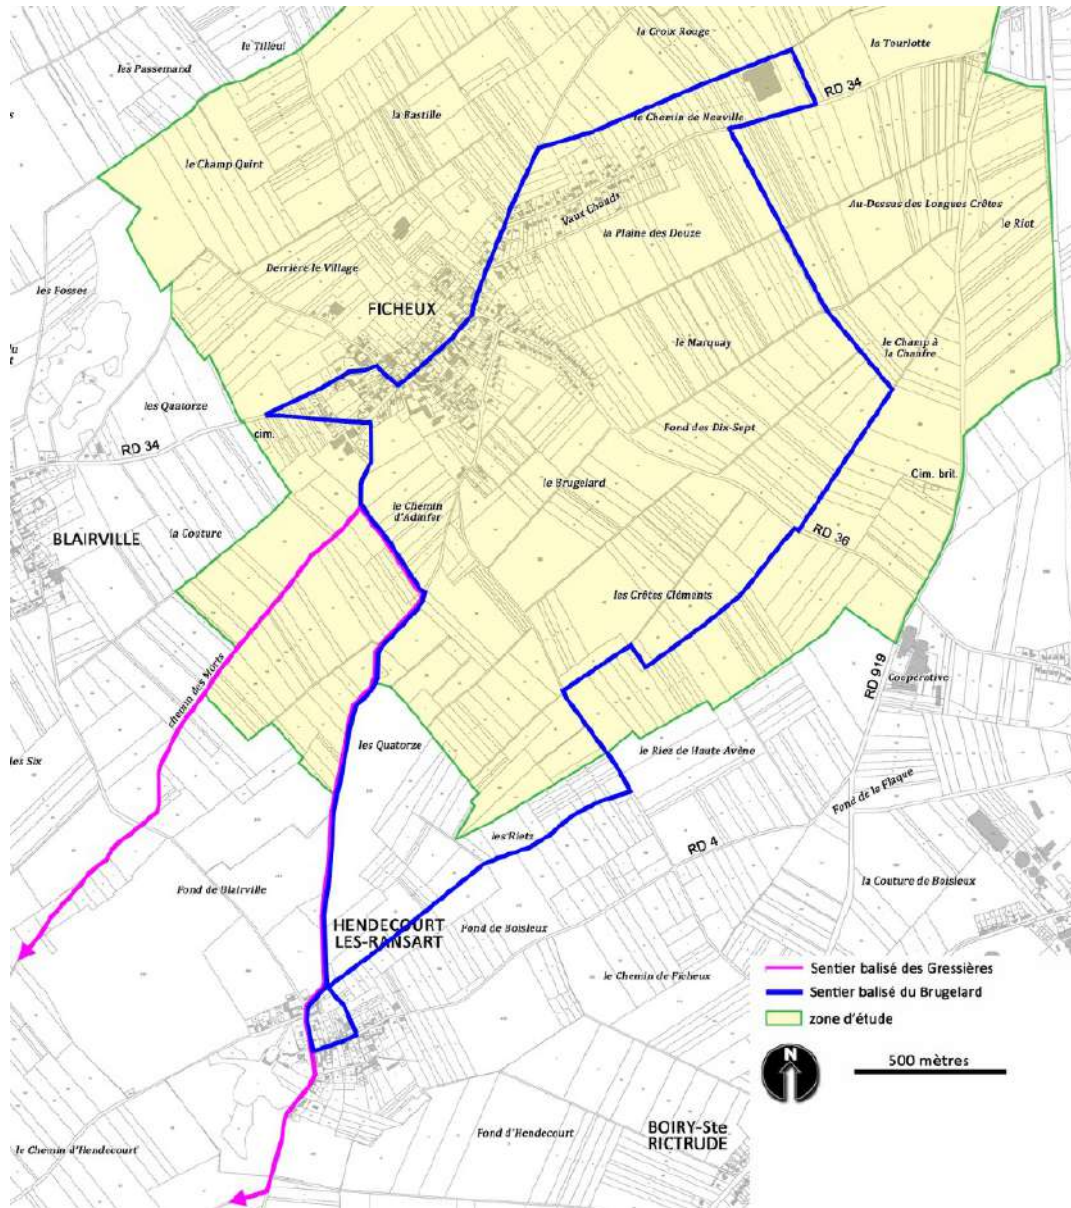 la Croix Rouge
le Tilleul
la Tourlotte
les Passemand
s
RD 34
la Bastille
le Chemin de Neuville
le Champ Quint
Au-Dessus des Longues Crêtes
Vaux Chauds
le Riot
la Plaine des Douze
Derrière le Village
les Fosses
FICHEUX
du
t
le Marquay
le Champ à
la Chaufre
les Quatorze
Fond des Dix-Sept
cim.
RD 34
Cim. brit.
le Brugelard
le Chemin
d'Adinfer
la Couture
BLAIRVILLE
RD 36
les Crêtes Cléments
chemin des Morts
RD 919
Coopérative
les Quatorze
le Riez de Haute Avène
les Six
Fond de la Flaque
les Rietz
RD 4
la Couture de Boisleux
Fond de Blairville
HENDECOURT
LES-RANSART
Fond de Boisleux
le Chemin de Ficheux
Sentier balisé des Gressières
Sentier balisé du Brugelard
zone d'étude
N
500 mètres
Fond d'Hendecourt
BOIRY-Ste
RICTRUDE
le Chemin d'Hendecourt